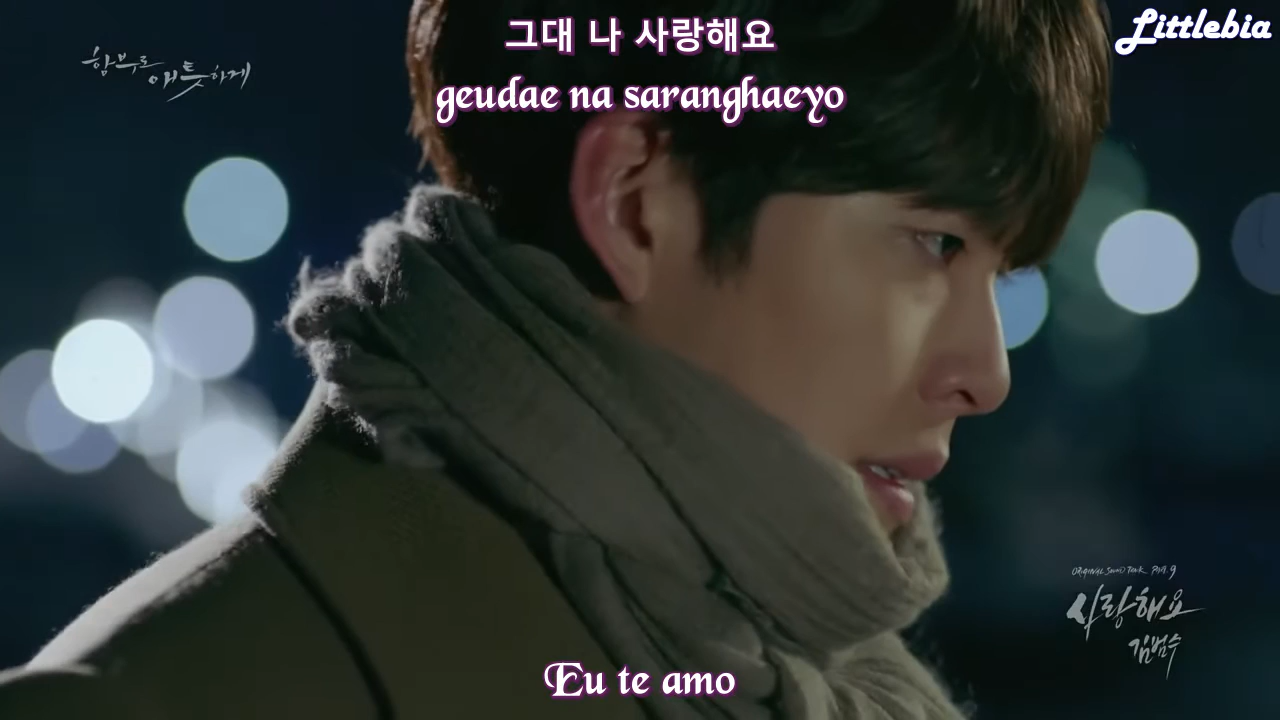 그대 나 사랑해요
Littlebia
geudae na saranghaeyo
함부로
애틋하게
ORIGINAL SOUND TRACK PART. 9
사랑해요
김범수
Eu te amo